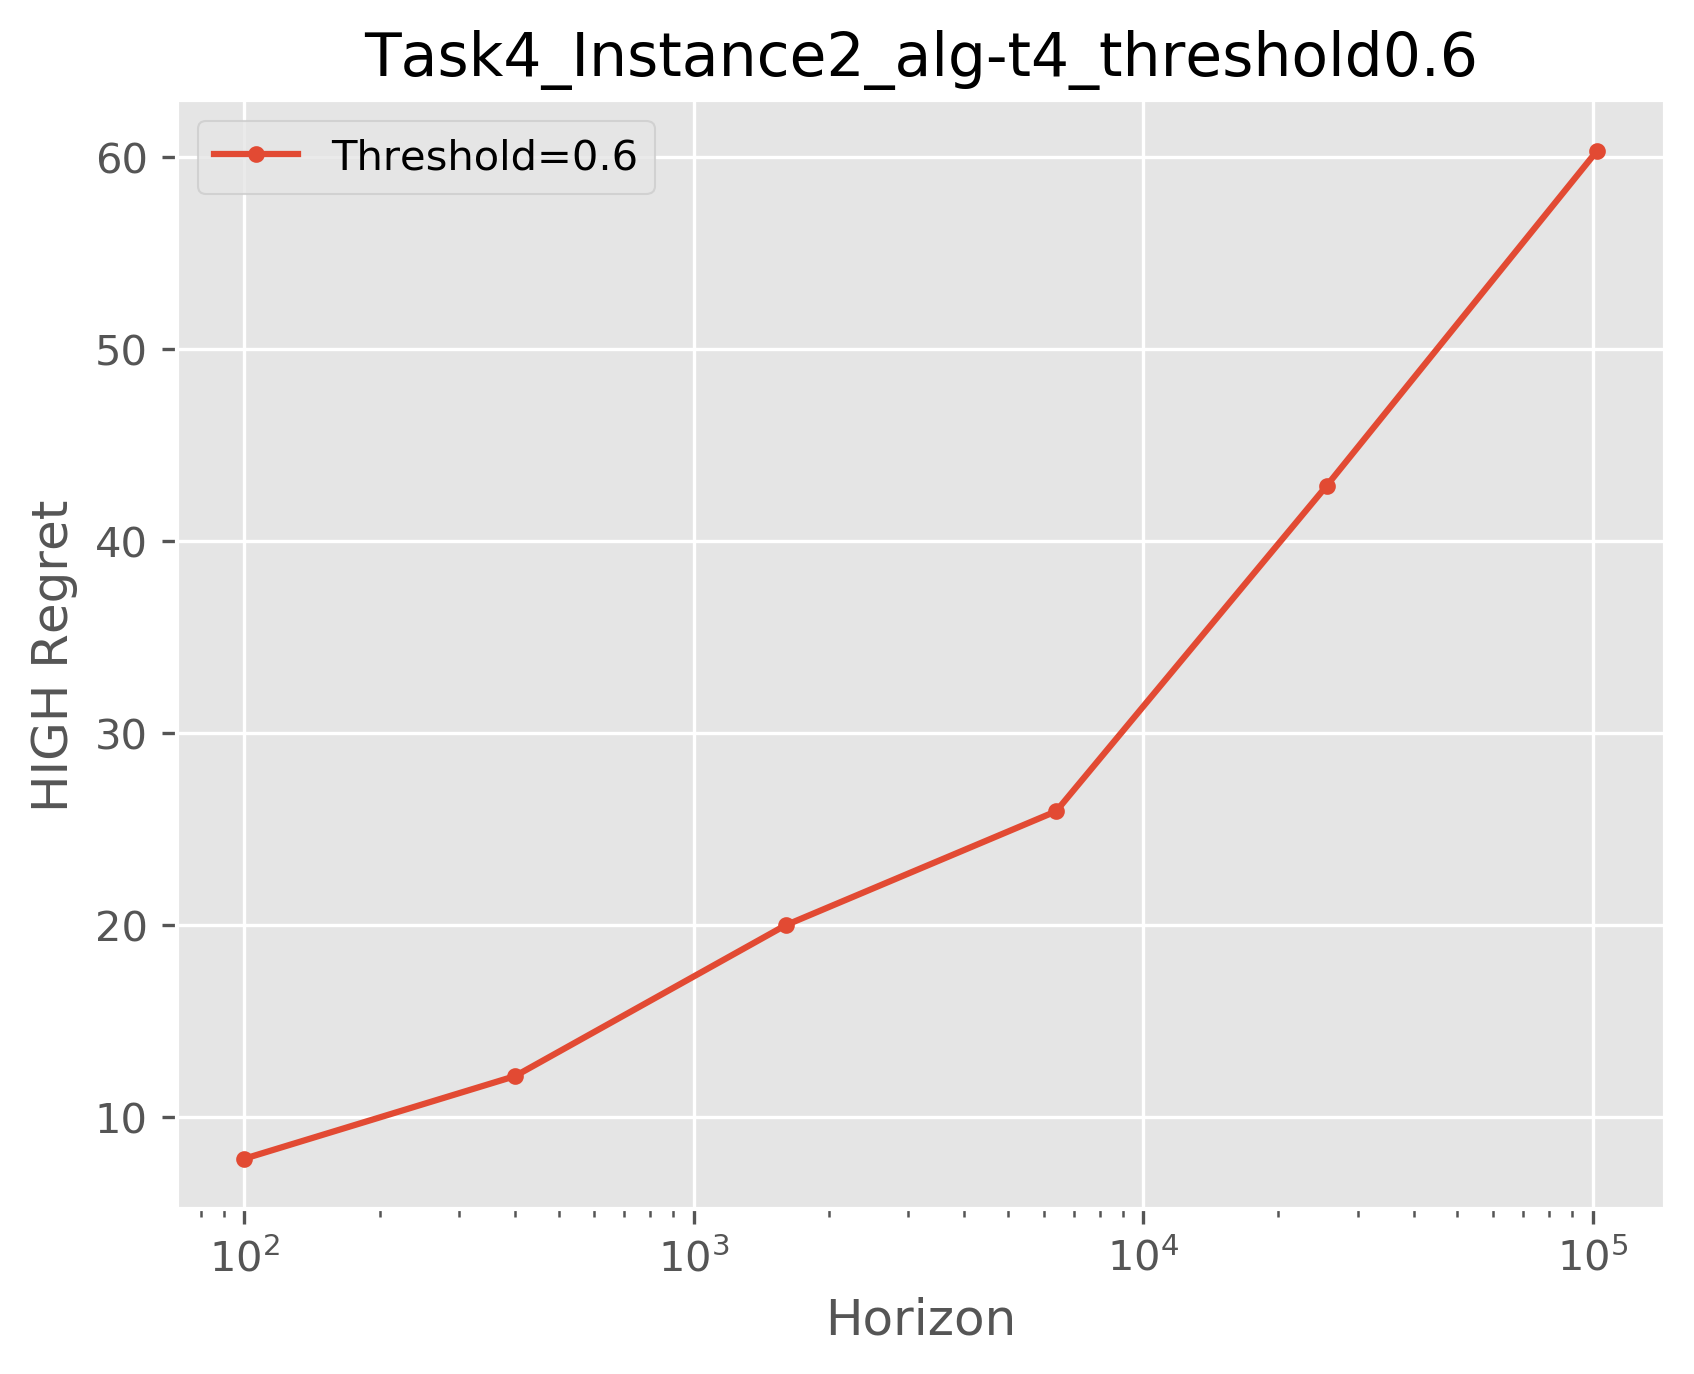 Task4_Instance2_alg-t4_threshold0.6
Threshold=0.6
60
50
40
30
20
10
HIGH Regret
10² 10³ 10⁴ 10⁵
Horizon